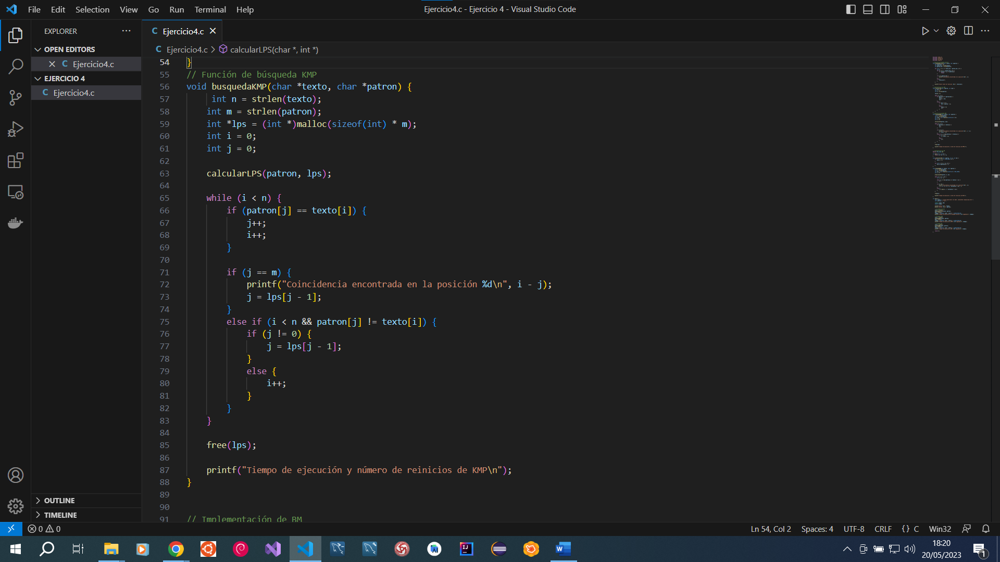 File Edit Selection View Go Run Terminal Help
Ejercicio4.c - Ejercicio 4 - Visual Studio Code
EXPLORER
OPEN EDITORS
C Ejercicio4.c
EJERCICIO 4
C Ejercicio4.c
C Ejercicio4.c
C Ejercicio4.c > calcularLPS(char *, int *)
54 }
55 // Función de búsqueda KMP
56 void busquedaKMP(char *texto, char *patron) {
57 int n = strlen(texto);
58 int m = strlen(patron);
59 int *lps = (int *)malloc(sizeof(int) * m);
60 int i = 0;
61 int j = 0;
62
63 calcularLPS(patron, lps);
64
65 while (i < n) {
66 if (patron[j] == texto[i]) {
67 j++;
68 i++;
69 }
70
71 if (j == m) {
72 printf("Coincidencia encontrada en la posición %d\n", i - j);
73 j = lps[j - 1];
74 }
75 else if (i < n && patron[j] != texto[i]) {
76 if (j != 0) {
77 j = lps[j - 1];
78 }
79 else {
80 i++;
81 }
82 }
83 }
84
85 free(lps);
86
87 printf("Tiempo de ejecución y número de reinicios de KMP\n");
88 }
89
90
91 // Implementación de BM
OUTLINE
TIMELINE
0 0
Ln 54, Col 2 Spaces: 4 UTF-8 CRLF {} C Win32
18:20
20/05/2023
1